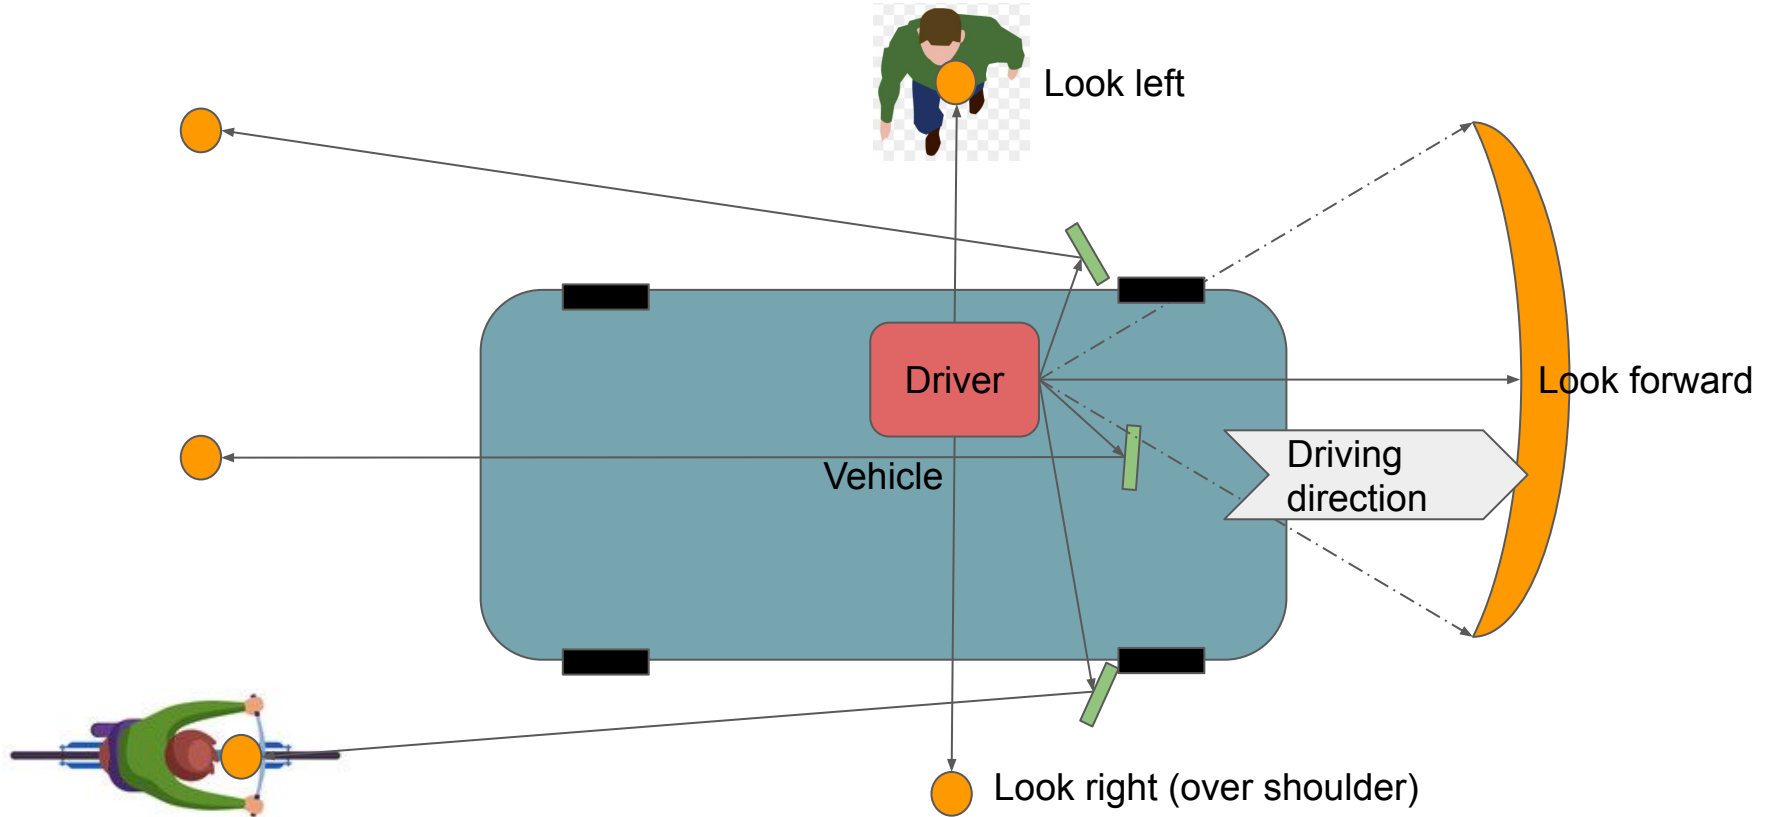 Look left
Driver
Look forward
Driving
direction
Vehicle
Look right (over shoulder)